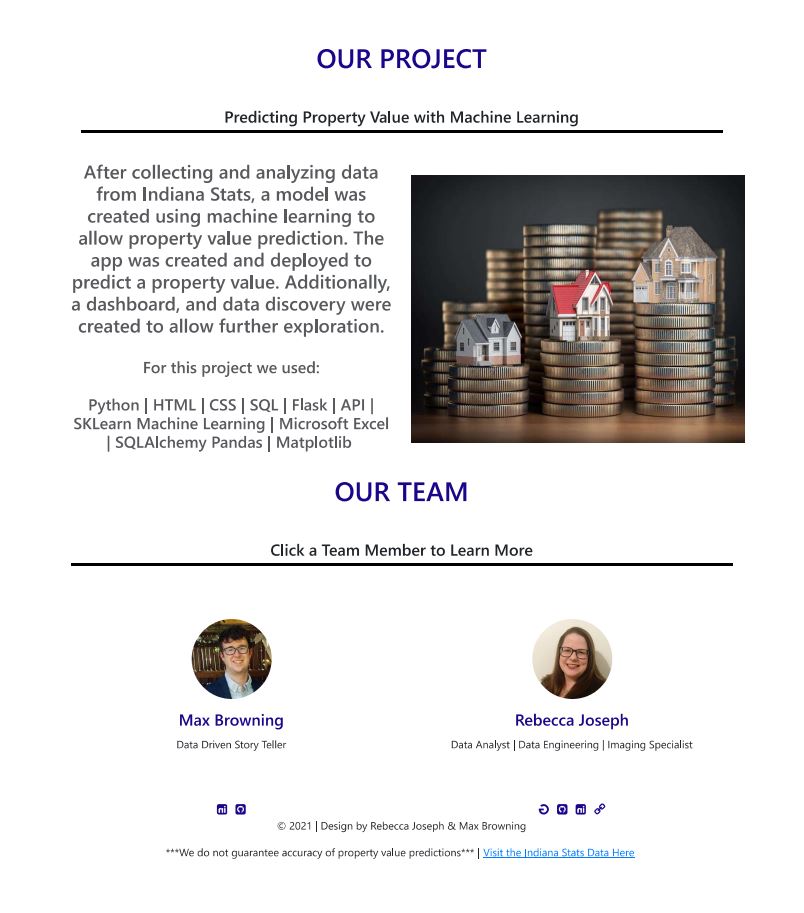 OUR PROJECT
Predicting Property Value with Machine Learning
After collecting and analyzing data
from Indiana Stats, a model was
created using machine learning to
allow property value prediction. The
app was created and deployed to
predict a property value. Additionally,
a dashboard, and data discovery were
created to allow further exploration.
For this project we used:
Python | HTML | CSS | SQL | Flask | API |
SKLearn Machine Learning | Microsoft Excel
| SQLAlchemy Pandas | Matplotlib
OUR TEAM
Click a Team Member to Learn More
Max Browning
Data Driven Story Teller
Rebecca Joseph
Data Analyst | Data Engineering | Imaging Specialist
© 2021 | Design by Rebecca Joseph & Max Browning
***We do not guarantee accuracy of property value predictions*** | Visit the Indiana Stats Data Here